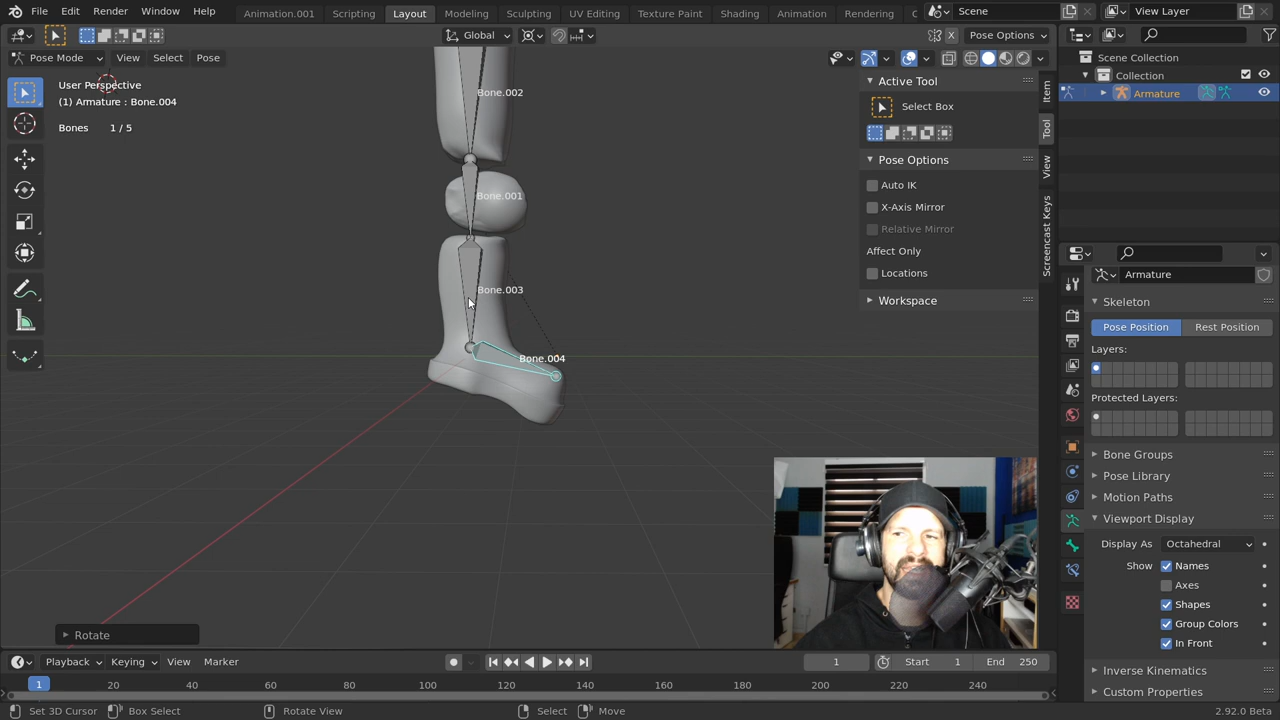 File Edit Render Window Help
Animation.001 Scripting Layout Modeling Sculpting UV Editing Texture Paint Shading Animation Rendering
Scene
View Layer
Global
Pose Options
Pose Mode View Select Pose
User Perspective
(1) Armature : Bone.004
Bones 1 / 5
Bone.002
Bone.001
Bone.003
Bone.004
Rotate
Active Tool
Select Box
Pose Options
Auto IK
X-Axis Mirror
Relative Mirror
Affect Only
Locations
Workspace
Item
Tool
View
Screencast Keys
Scene Collection
Collection
Armature
Armature
Skeleton
Pose Position Rest Position
Layers:
Protected Layers:
Bone Groups
Pose Library
Motion Paths
Viewport Display
Display As Octahedral
Show Names
Axes
Shapes
Group Colors
In Front
Inverse Kinematics
Custom Properties
Playback Keying View Marker
1
Start 1
End 250
1 20 40 60 80 100 120 140 160 180 200 220 240
Set 3D Cursor Box Select Rotate View Select Move
2.92.0 Beta